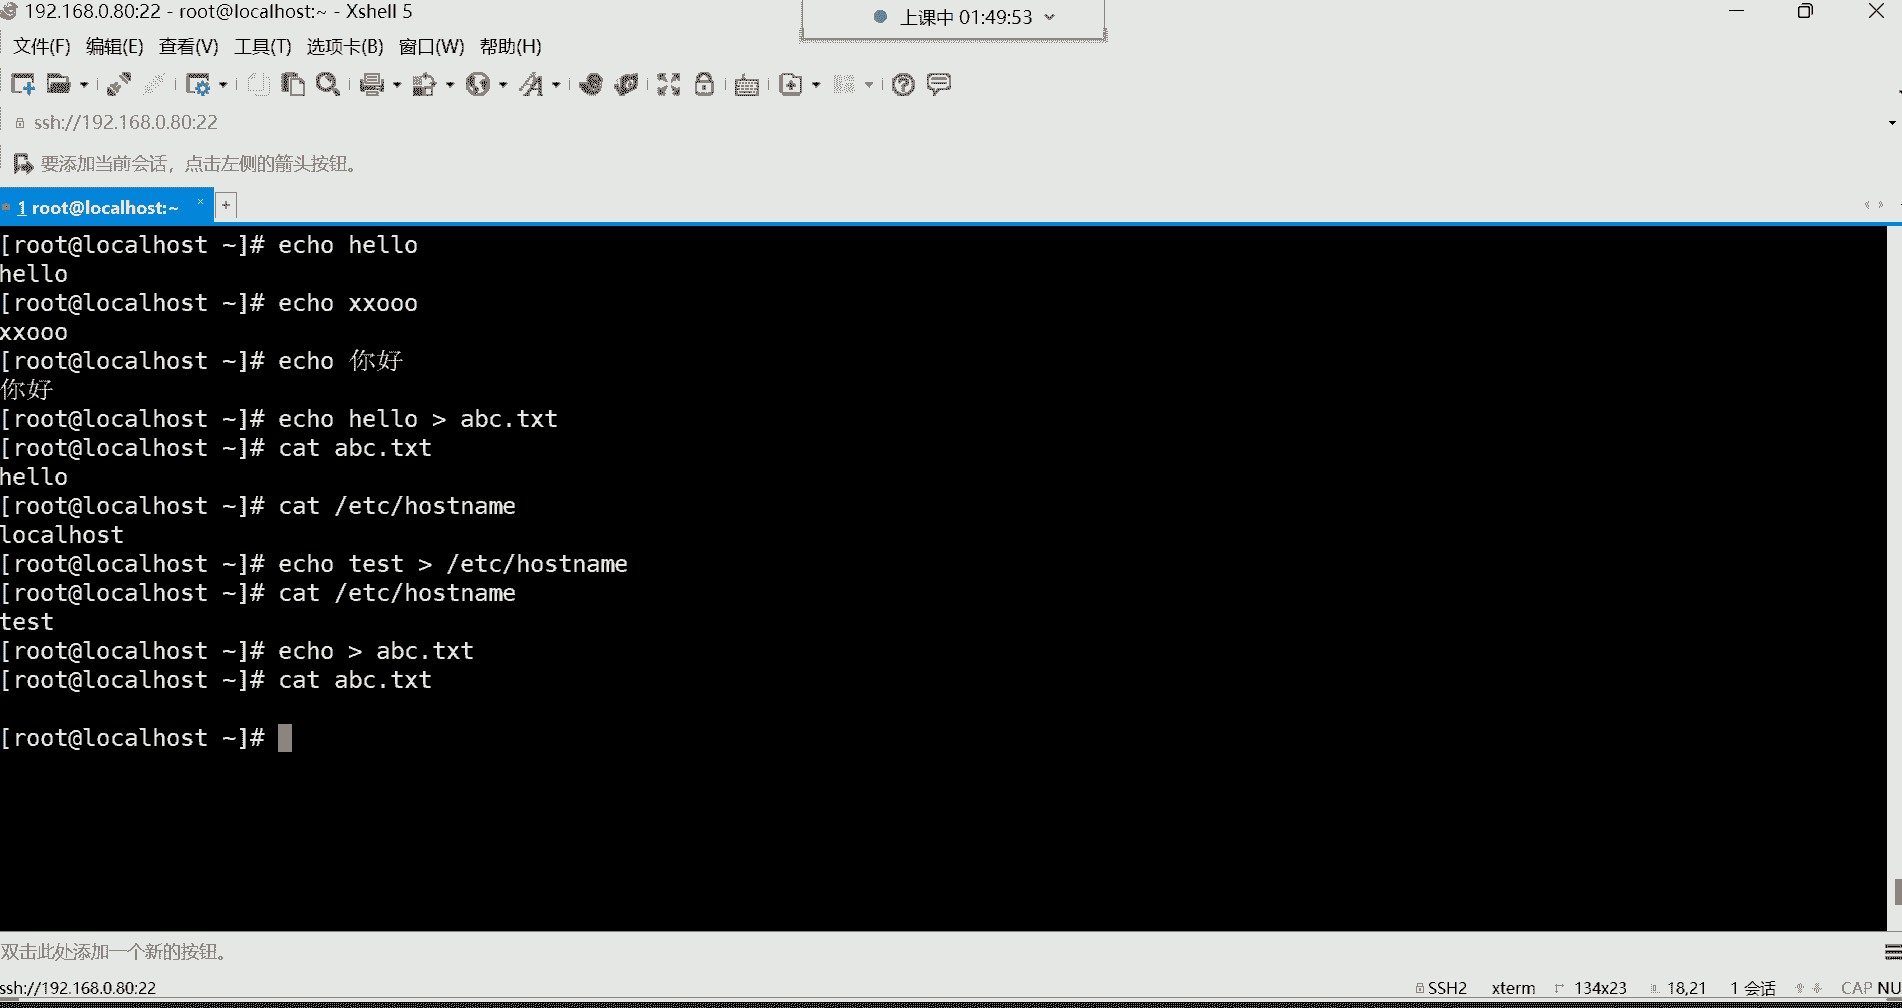 192.168.0.80:22 - root@localhost:~ - Xshell 5
上课中 01:49:53
文件(F) 编辑(E) 查看(V) 工具(T) 选项卡(B) 窗口(W) 帮助(H)
ssh://192.168.0.80:22
要添加当前会话，点击左侧的箭头按钮。
1 root@localhost:~ × +
[root@localhost ~]# echo hello
hello
[root@localhost ~]# echo xxooo
xxooo
[root@localhost ~]# echo 你好
你好
[root@localhost ~]# echo hello > abc.txt
[root@localhost ~]# cat abc.txt
hello
[root@localhost ~]# cat /etc/hostname
localhost
[root@localhost ~]# echo test > /etc/hostname
[root@localhost ~]# cat /etc/hostname
test
[root@localhost ~]# echo > abc.txt
[root@localhost ~]# cat abc.txt
[root@localhost ~]#
双击此处添加一个新的按钮。
ssh://192.168.0.80:22 SSH2 xterm 134x23 18,21 1 会话 CAP NU